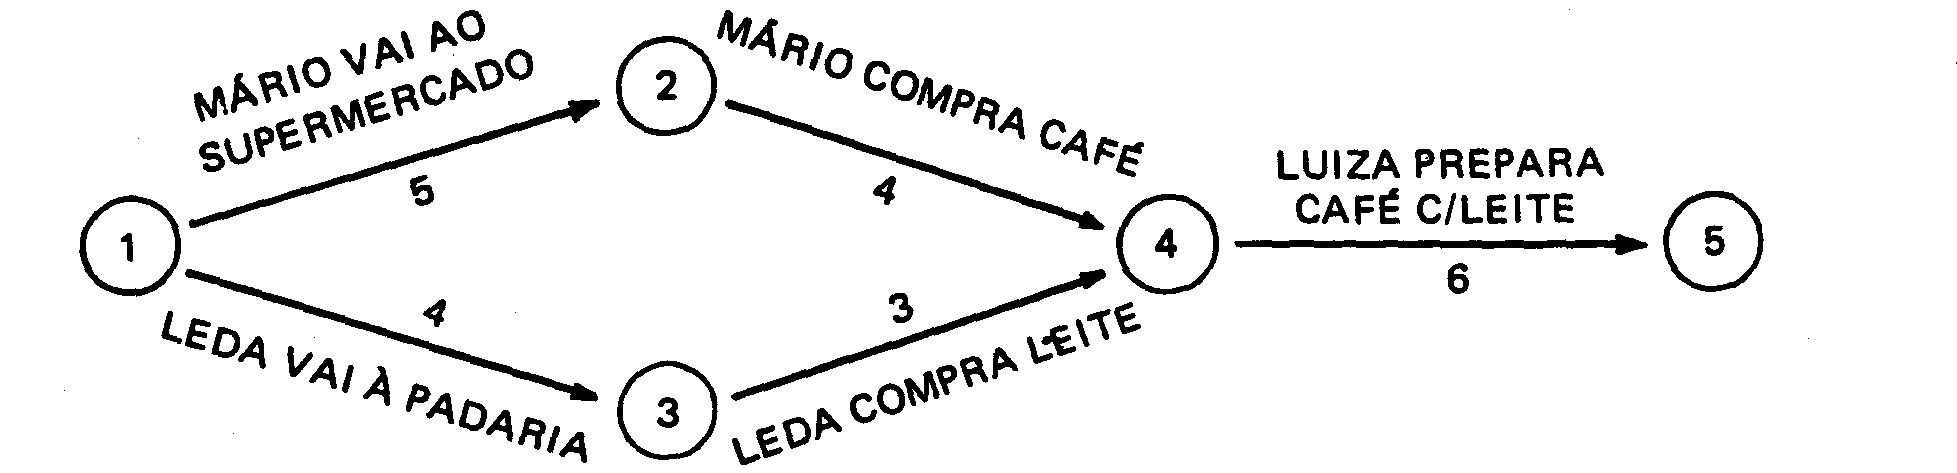 MÁRIO VAI AO
SUPERMERCADO
5
2
MÁRIO COMPRA CAFÉ
4
1
LUIZA PREPARA
CAFÉ C/LEITE
6
4
5
4
LEDA VAI À PADARIA
3
3
LEDA COMPRA LEITE